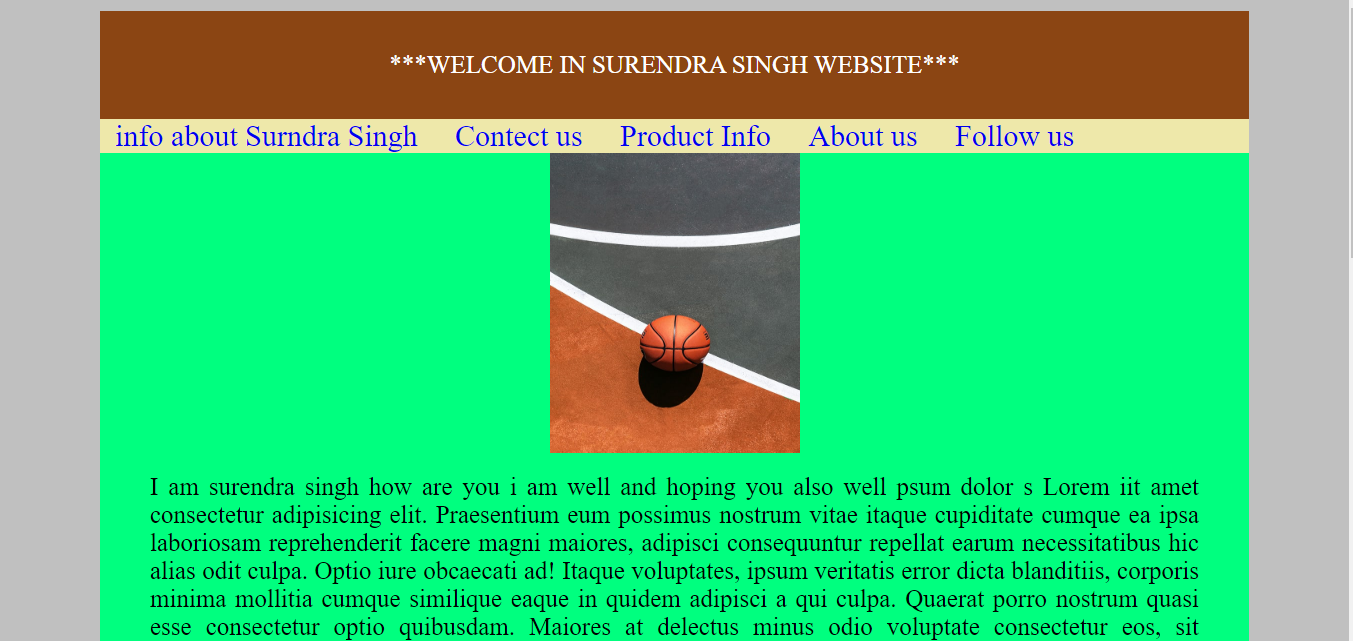 ***WELCOME IN SURENDRA SINGH WEBSITE***
info about Surndra Singh Contect us Product Info About us Follow us
I am surendra singh how are you i am well and hoping you also well psum dolor s Lorem iit amet
consectetur adipisicing elit. Praesentium eum possimus nostrum vitae itaque cupiditate cumque ea ipsa
laboriosam reprehenderit facere magni maiores, adipisci consequuntur repellat earum necessitatibus hic
alias odit culpa. Optio iure obcaecati ad! Itaque voluptates, ipsum veritatis error dicta blanditiis, corporis
minima mollitia cumque similique eaque in quidem adipisci a qui culpa. Quaerat porro nostrum quasi
esse consectetur optio quibusdam. Maiores at delectus minus odio voluptate consectetur eos, sit